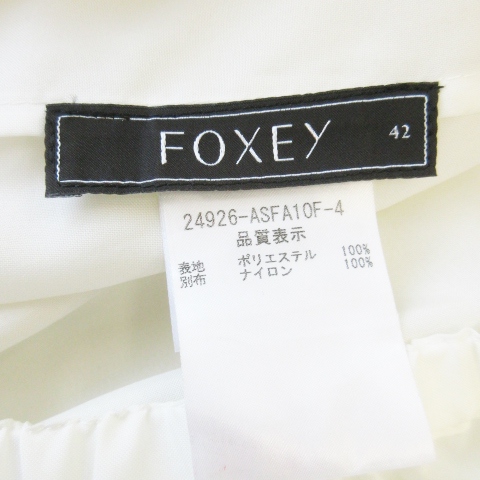 FOXEY 42
24926-ASFA10F-4
品質表示
表地 ポリエステル 100%
別布 ナイロン 100%